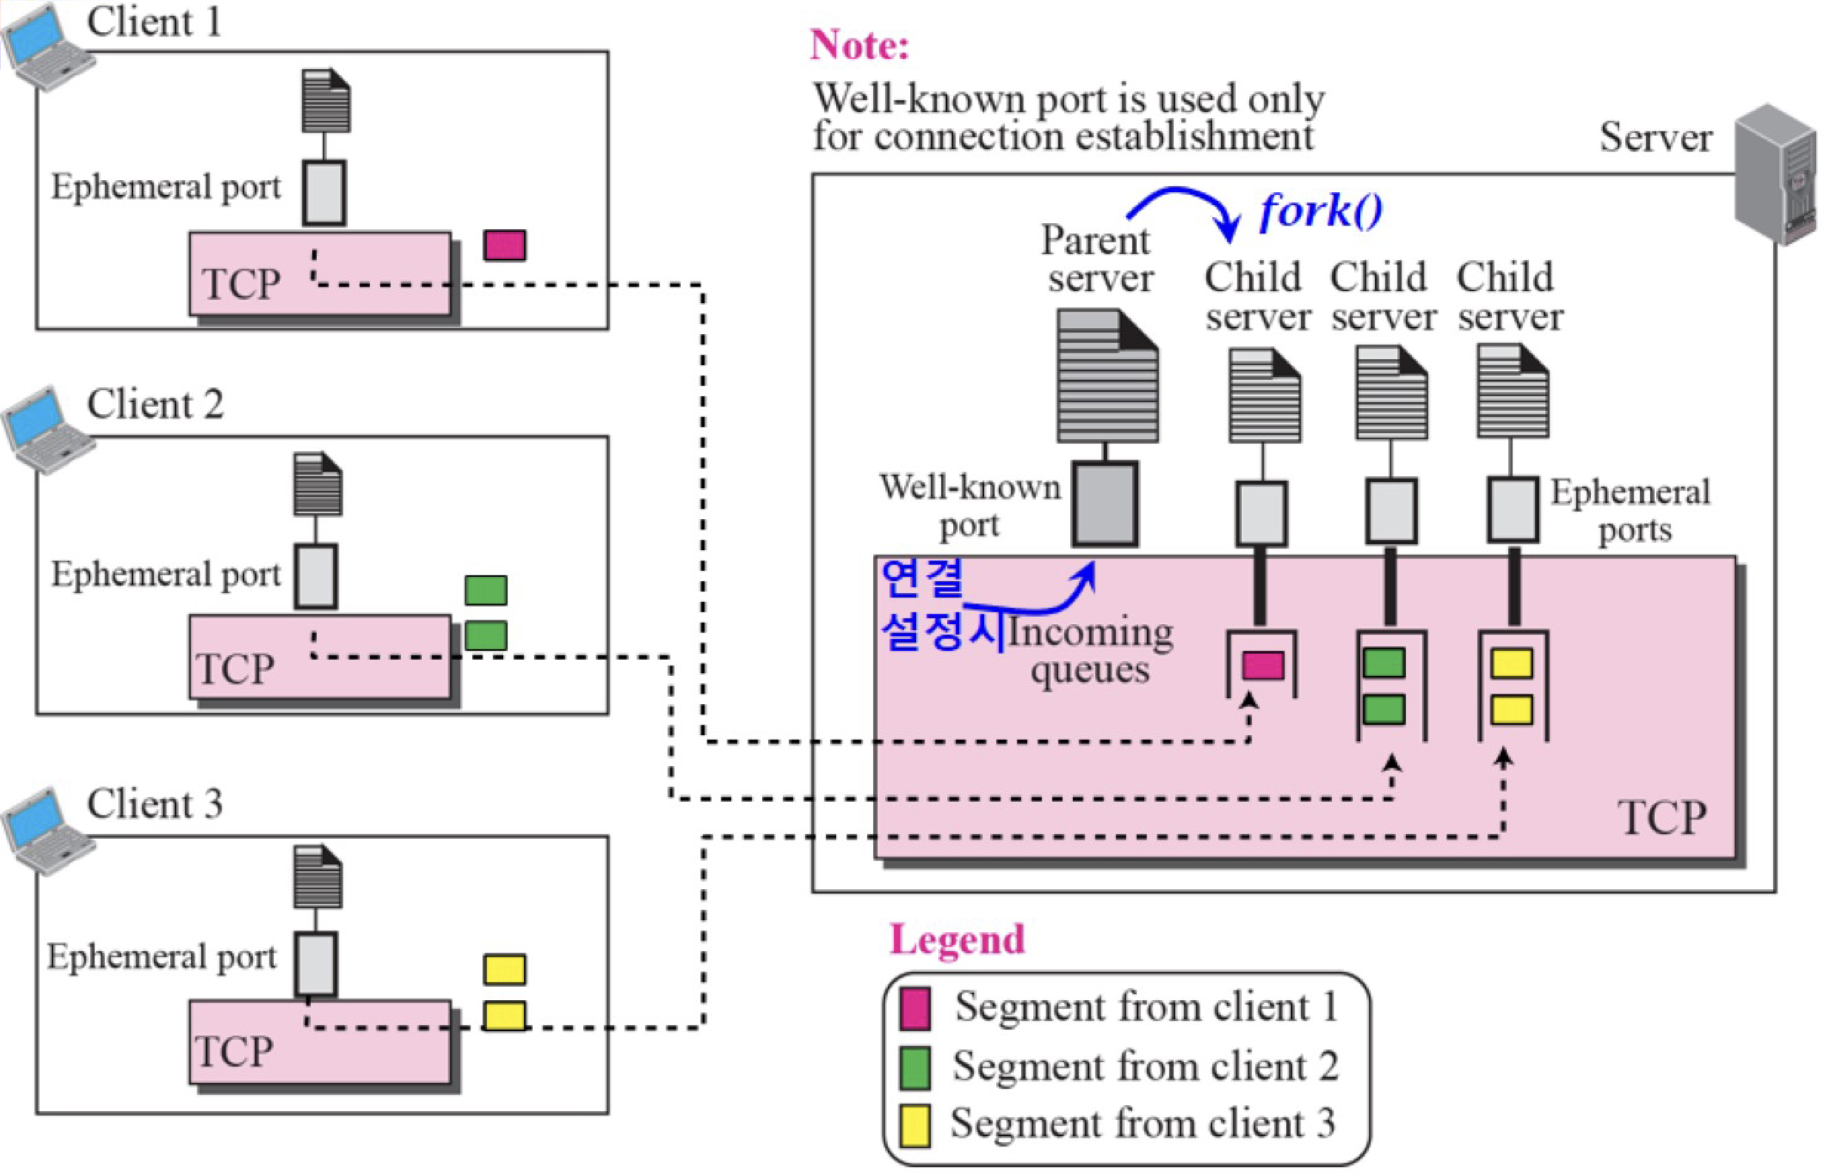 Client 1
Ephemeral port
TCP
Client 2
Ephemeral port
TCP
Client 3
Ephemeral port
TCP
Note:
Well-known port is used only
for connection establishment
Server
fork()
Parent
server
Child
server
Child
server
Child
server
Well-known
port
Ephemeral
ports
연결
설정시
Incoming
queues
TCP
Legend
Segment from client 1
Segment from client 2
Segment from client 3